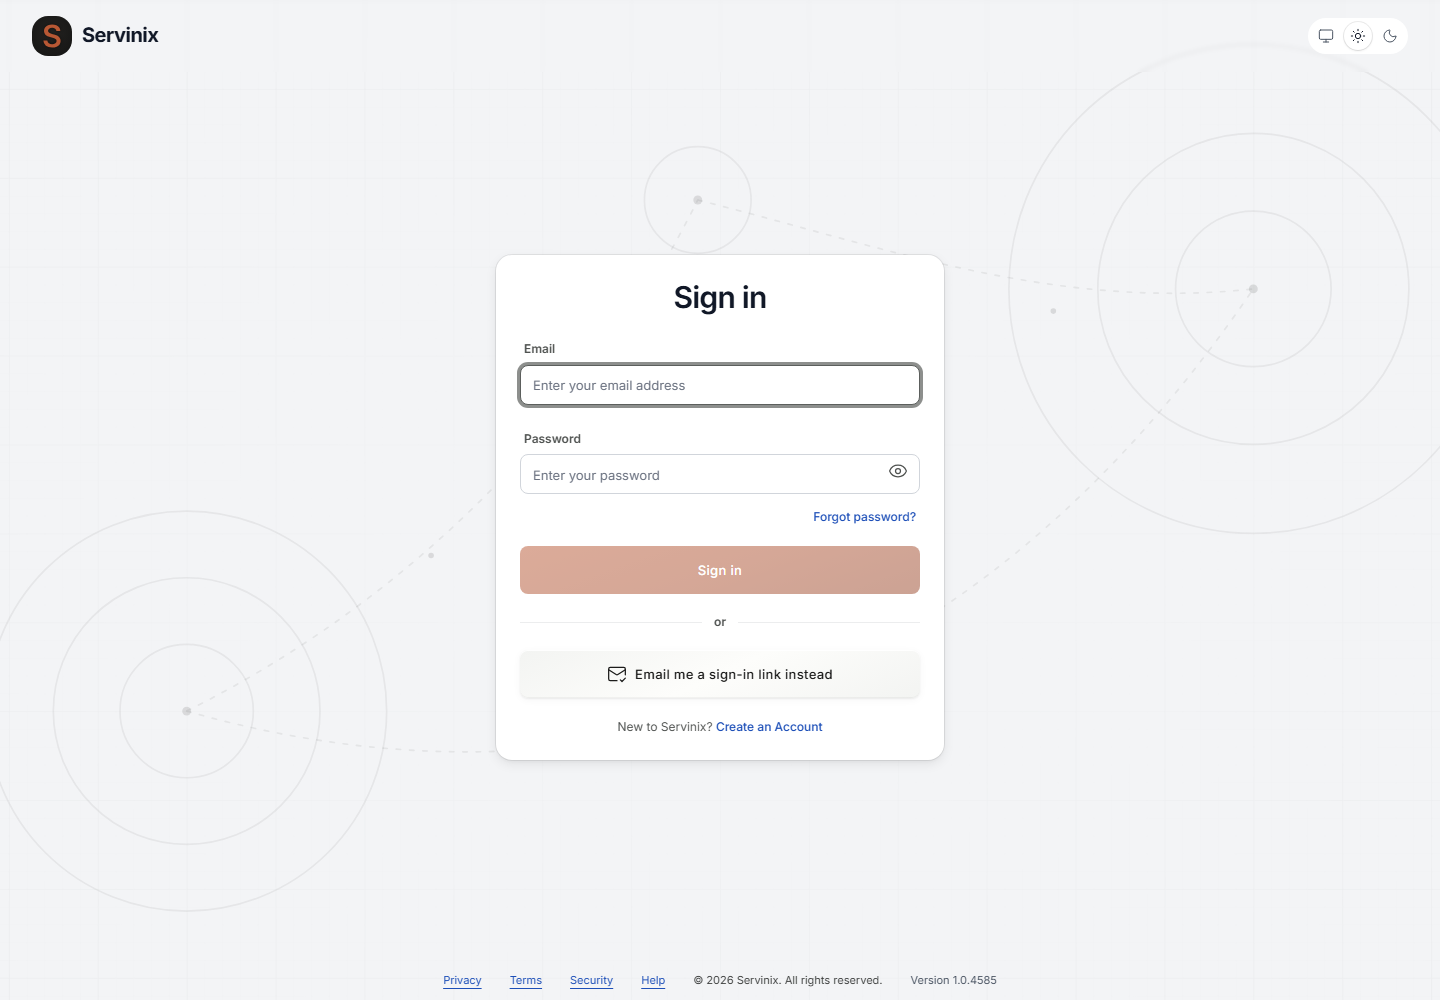 S Servinix
Sign in
Email
Enter your email address
Password
Enter your password
Forgot password?
Sign in
or
Email me a sign-in link instead
New to Servinix? Create an Account
Privacy Terms Security Help © 2026 Servinix. All rights reserved. Version 1.0.4585